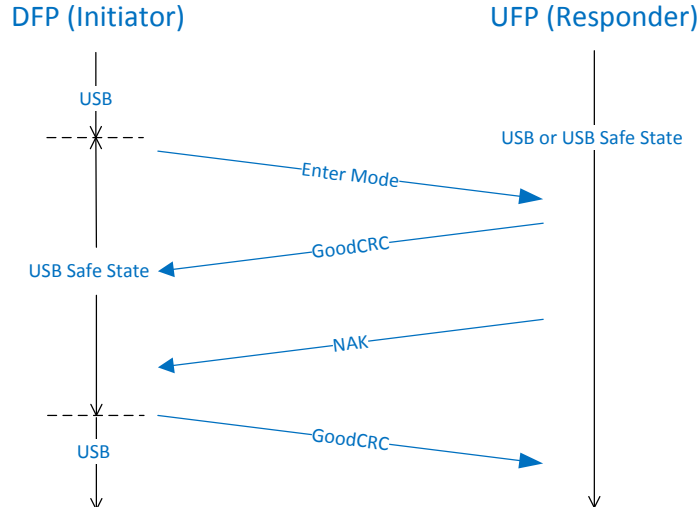 DFP (Initiator)
UFP (Responder)
USB
USB or USB Safe State
Enter Mode
GoodCRC
USB Safe State
NAK
GoodCRC
USB